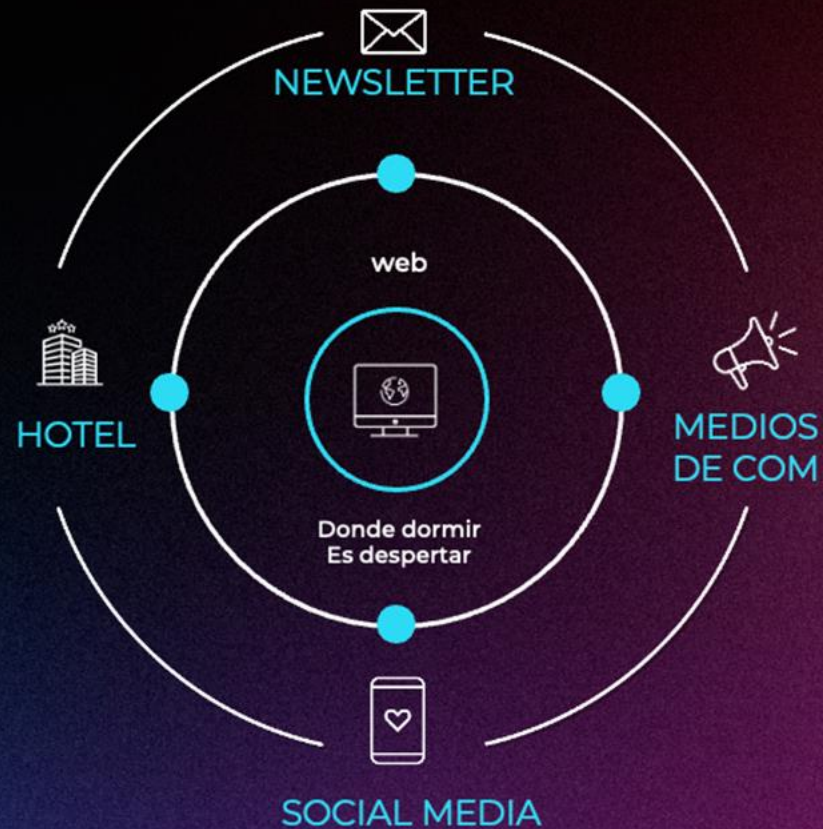 NEWSLETTER
web
HOTEL
MEDIOS
DE COM
Donde dormir
Es despertar
SOCIAL MEDIA